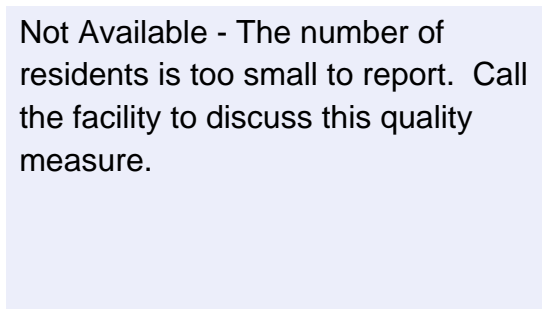 Not Available - The number of
residents is too small to report.  Call
the facility to discuss this quality
measure.